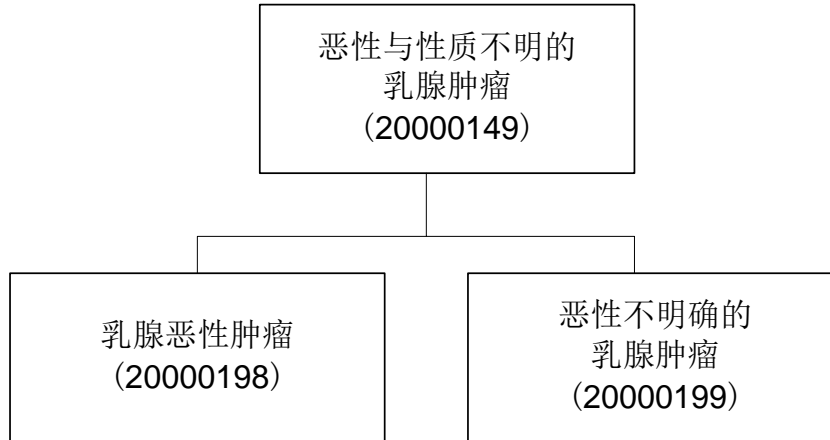 恶性与性质不明的
乳腺肿瘤
（20000149）
乳腺恶性肿瘤
（20000198）
恶性不明确的
乳腺肿瘤
（20000199）